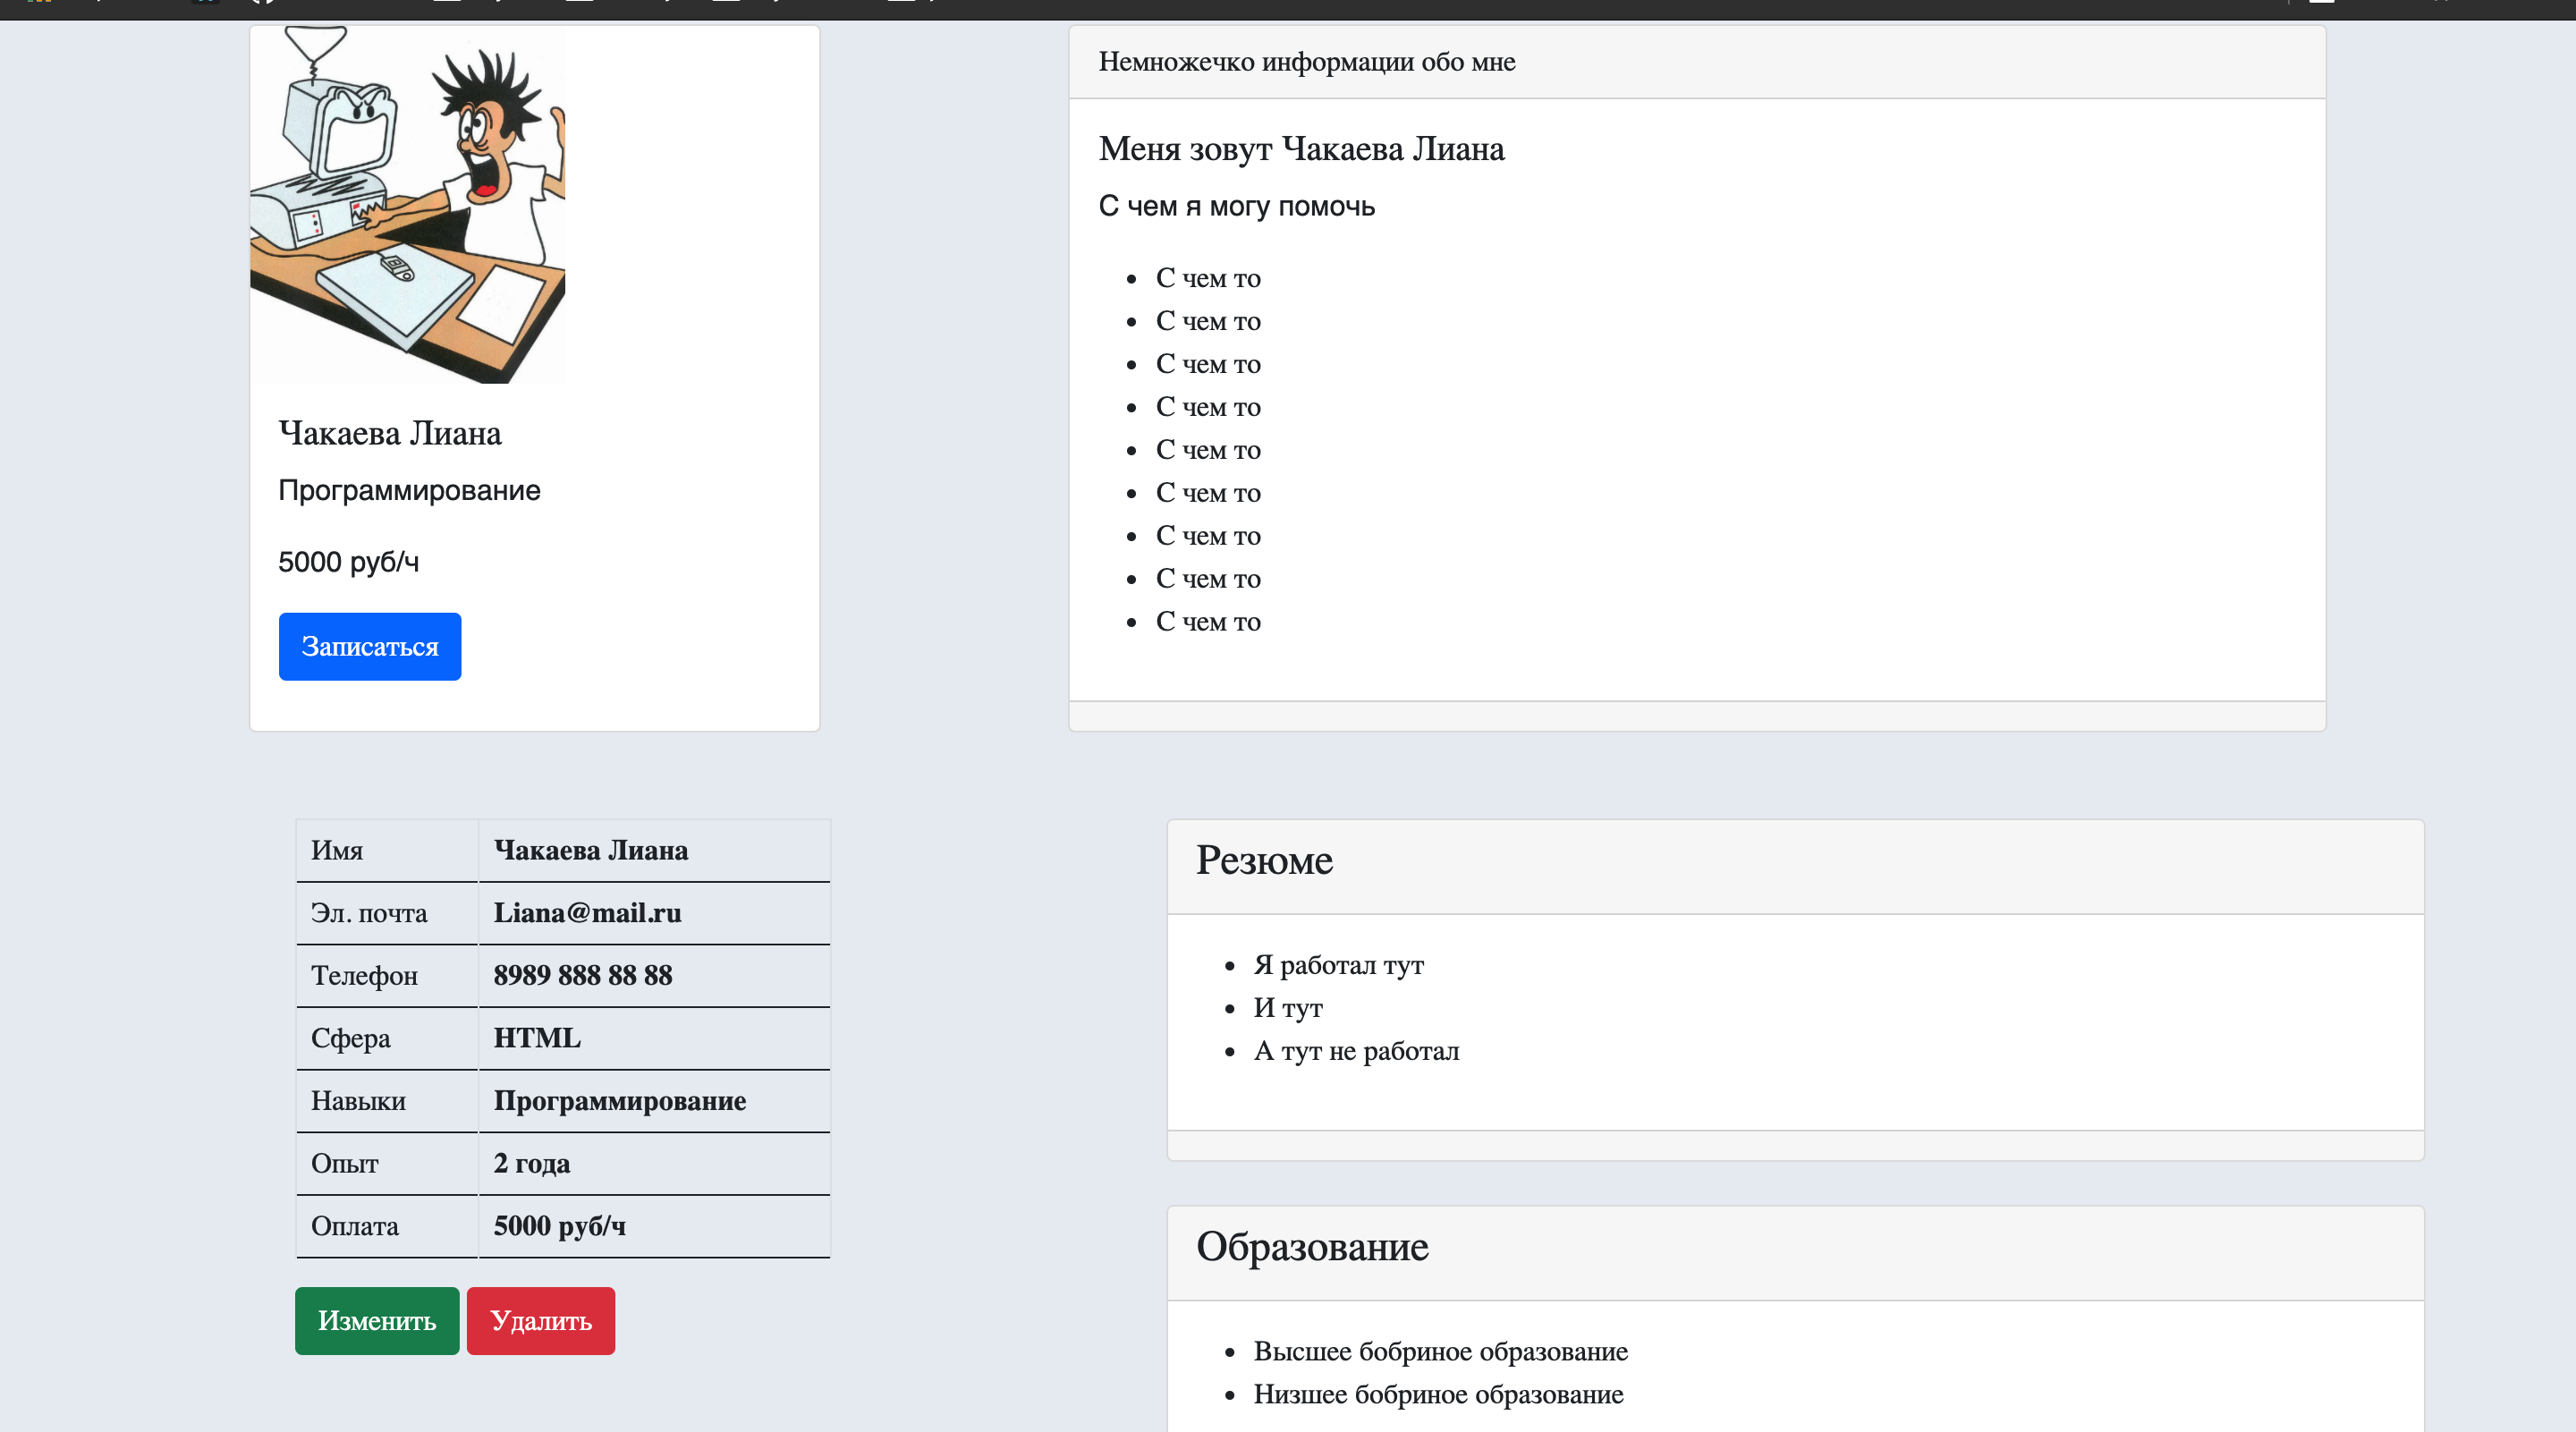 Чакаева Лиана
Программирование
5000 руб/ч
Записаться
Немножечко информации обо мне
Меня зовут Чакаева Лиана
С чем я могу помочь
С чем то
С чем то
С чем то
С чем то
С чем то
С чем то
С чем то
С чем то
С чем то
Имя Чакаева Лиана
Эл. почта Liana@mail.ru
Телефон 8989 888 88 88
Сфера HTML
Навыки Программирование
Опыт 2 года
Оплата 5000 руб/ч
Изменить Удалить
Резюме
Я работал тут
И тут
А тут не работал
Образование
Высшее бобриное образование
Низшее бобриное образование